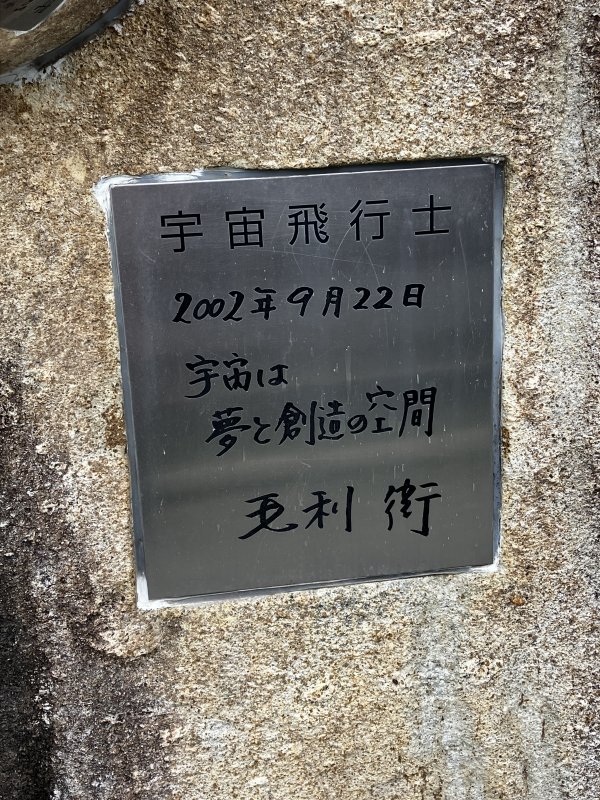 宇宙飛行士
2002年9月22日
宇宙は
夢と創造の空間
毛利 衛